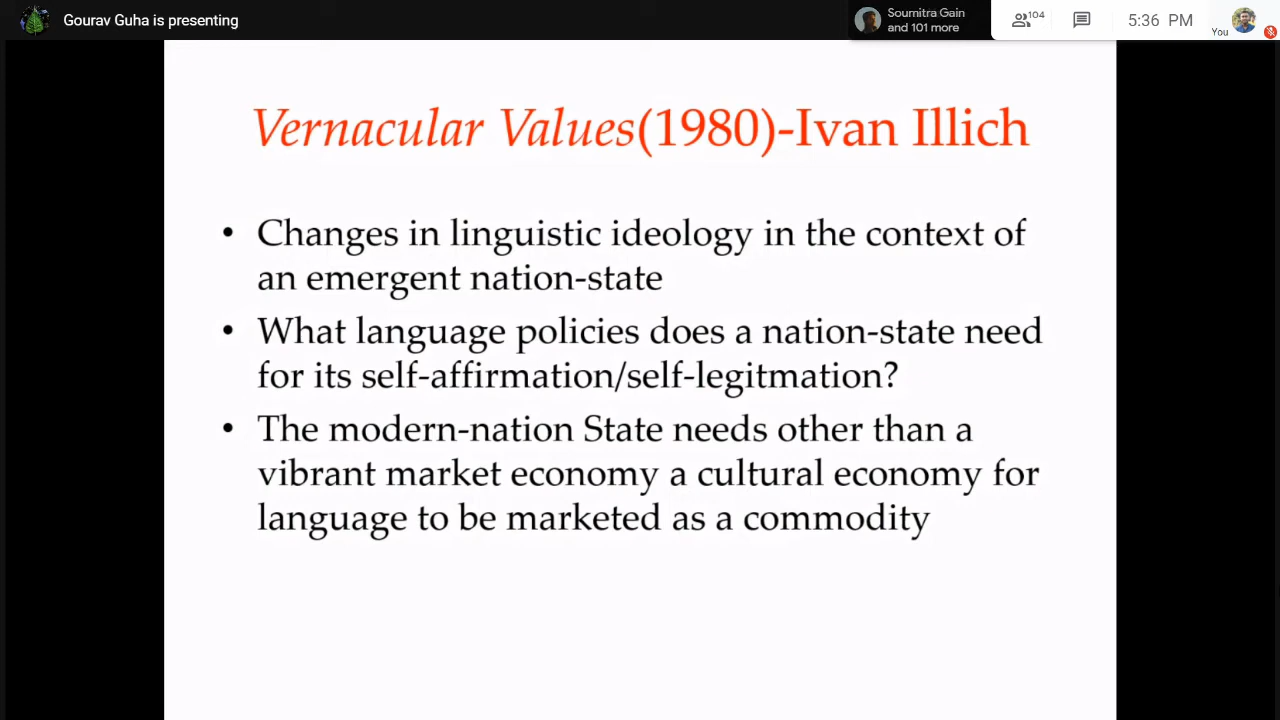 Gourav Guha is presenting
Soumitra Gain
and 101 more
104
5:36 PM
You
Vernacular Values(1980)-Ivan Illich
• Changes in linguistic ideology in the context of
an emergent nation-state
• What language policies does a nation-state need
for its self-affirmation/self-legitmation?
• The modern-nation State needs other than a
vibrant market economy a cultural economy for
language to be marketed as a commodity